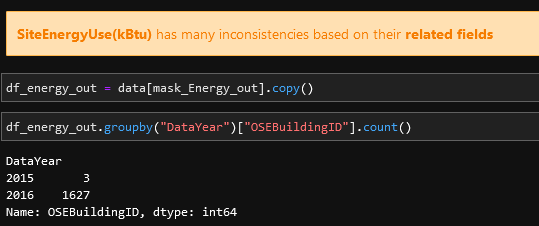 SiteEnergyUse(kBtu) has many inconsistencies based on their related fields
df_energy_out = data[mask_Energy_out].copy()
df_energy_out.groupby("DataYear")["OSEBuildingID"].count()
DataYear
2015 3
2016 1627
Name: OSEBuildingID, dtype: int64